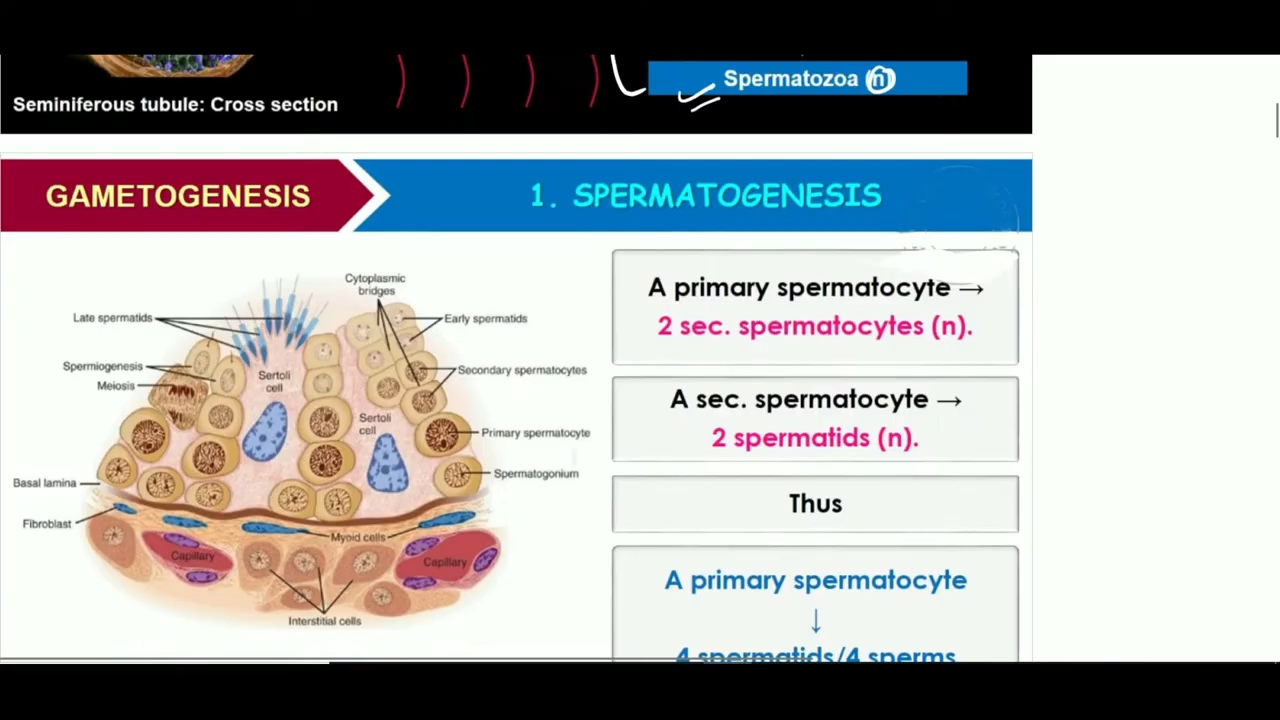 Spermatozoa (n)
Seminiferous tubule: Cross section
GAMETOGENESIS
1. SPERMATOGENESIS
Cytoplasmic
bridges
Late spermatids
Early spermatids
Spermiogenesis
Meiosis
Sertoli
cell
Secondary spermatocytes
Sertoli
cell
Primary spermatocyte
Spermatogonium
Basal lamina
Fibroblast
Myoid cells
Capillary
Capillary
Interstitial cells
A primary spermatocyte →
2 sec. spermatocytes (n).
A sec. spermatocyte →
2 spermatids (n).
Thus
A primary spermatocyte
↓
4 spermatids/4 sperms